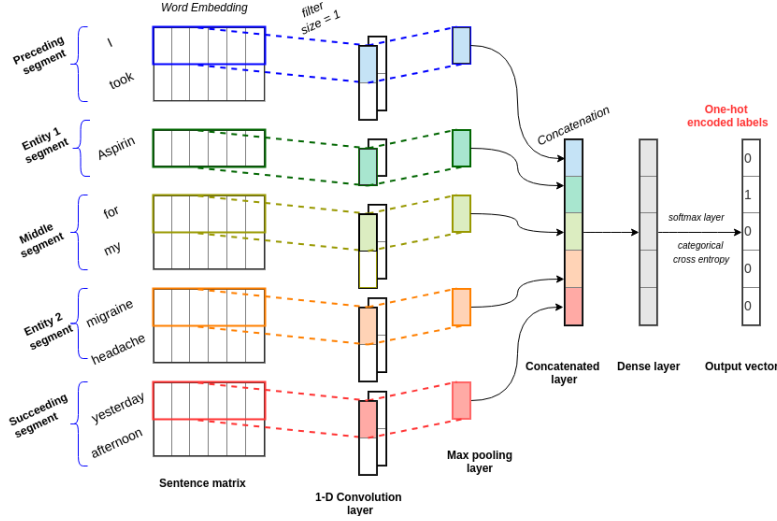 Word Embedding
filter
size = 1
Preceding
segment
I
took
Entity 1
segment
Aspirin
Middle
segment
for
my
Entity 2
segment
migraine
headache
Succeeding
segment
yesterday
afternoon
Sentence matrix
1-D Convolution
layer
Max pooling
layer
Concatenation
Concatenated
layer
Dense layer
softmax layer
categorical
cross entropy
One-hot
encoded labels
0
1
0
0
0
Output vector